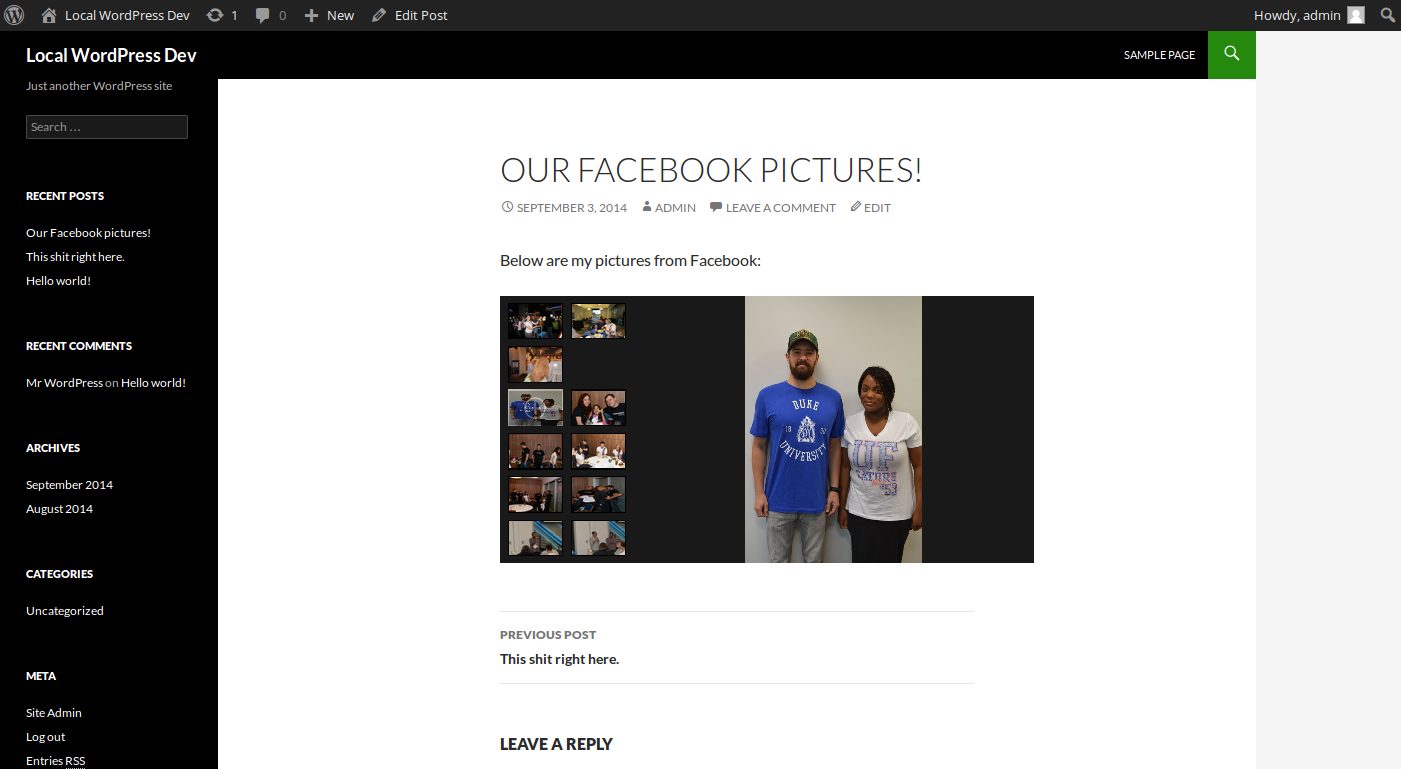 Local WordPress Dev 1 0 New Edit Post Howdy, admin
Local WordPress Dev
SAMPLE PAGE
Just another WordPress site
Search …
RECENT POSTS
Our Facebook pictures!
This shit right here.
Hello world!
RECENT COMMENTS
Mr WordPress on Hello world!
ARCHIVES
September 2014
August 2014
CATEGORIES
Uncategorized
META
Site Admin
Log out
Entries RSS
OUR FACEBOOK PICTURES!
SEPTEMBER 3, 2014 ADMIN LEAVE A COMMENT EDIT
Below are my pictures from Facebook:
DUKE
18
UNIVERSITY
UF
PREVIOUS POST
This shit right here.
LEAVE A REPLY